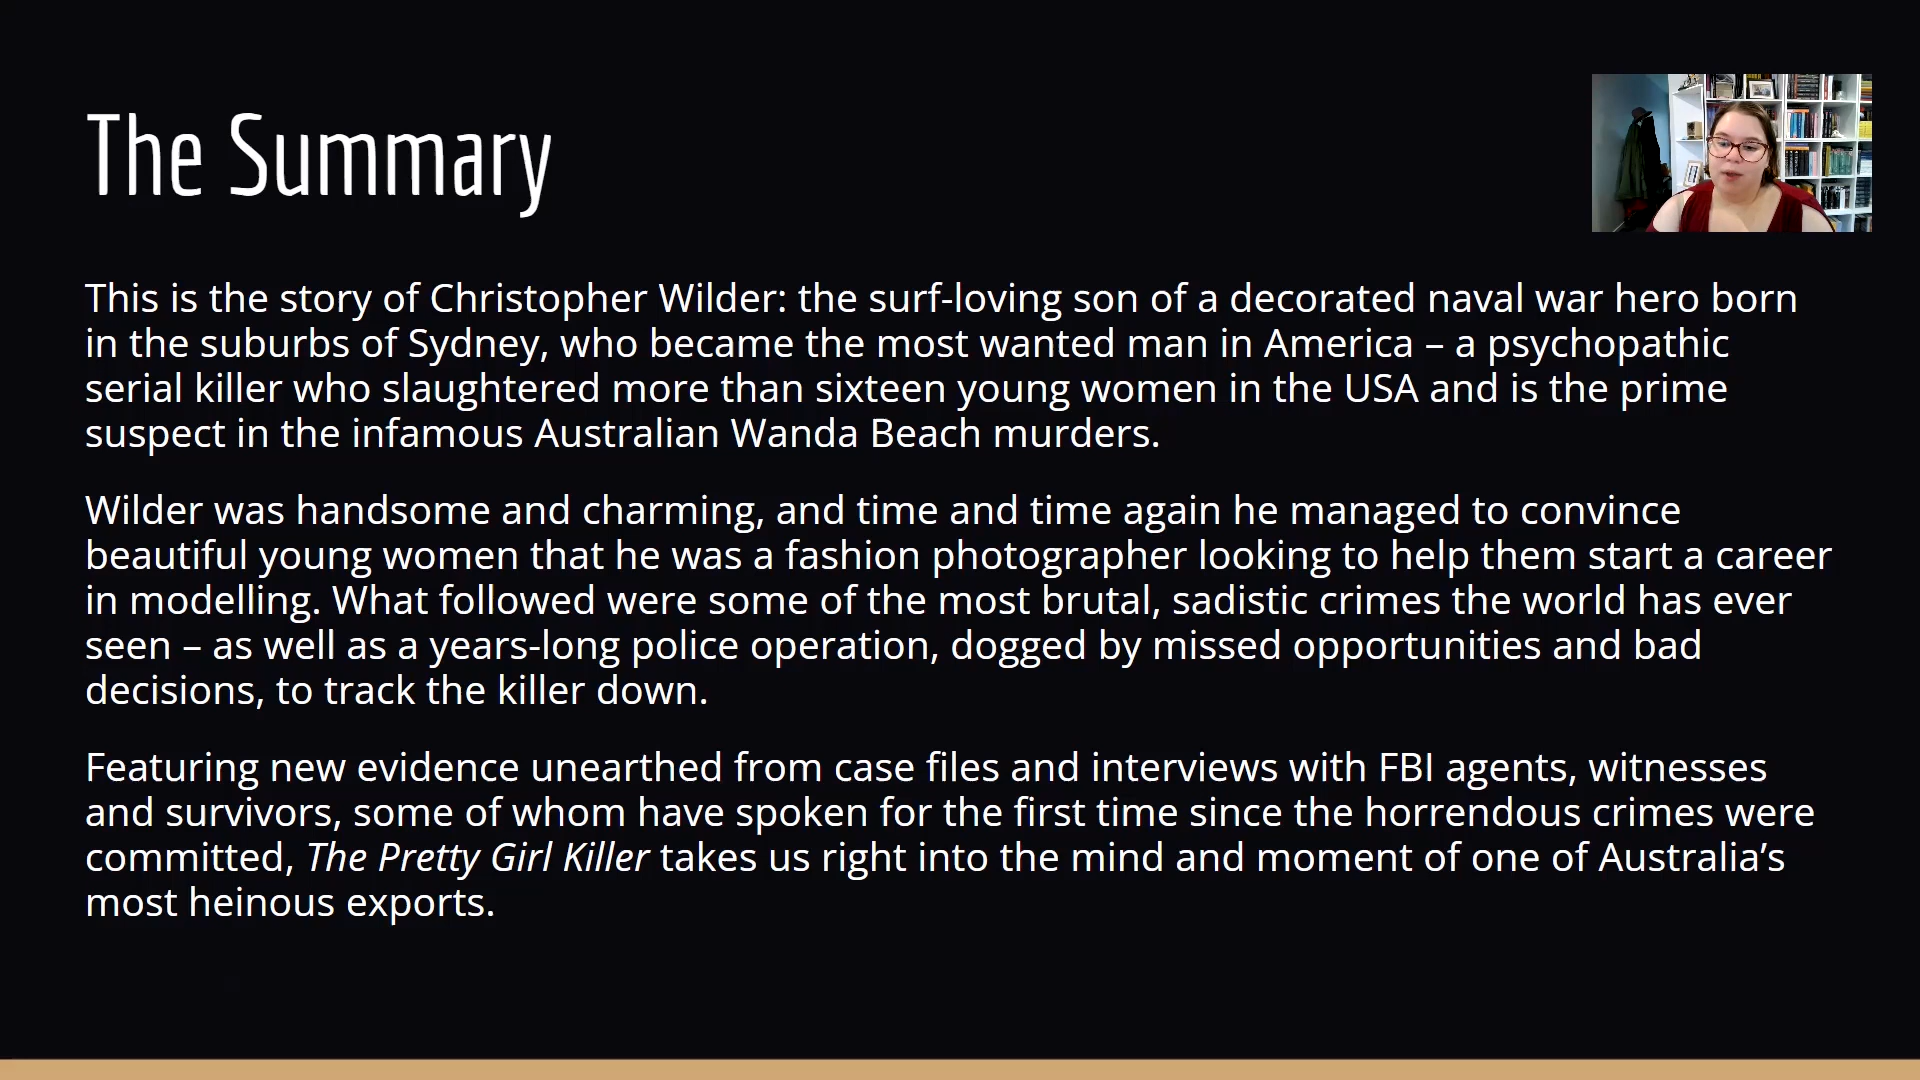 The Summary
This is the story of Christopher Wilder: the surf-loving son of a decorated naval war hero born
in the suburbs of Sydney, who became the most wanted man in America – a psychopathic
serial killer who slaughtered more than sixteen young women in the USA and is the prime
suspect in the infamous Australian Wanda Beach murders.
Wilder was handsome and charming, and time and time again he managed to convince
beautiful young women that he was a fashion photographer looking to help them start a career
in modelling. What followed were some of the most brutal, sadistic crimes the world has ever
seen – as well as a years-long police operation, dogged by missed opportunities and bad
decisions, to track the killer down.
Featuring new evidence unearthed from case files and interviews with FBI agents, witnesses
and survivors, some of whom have spoken for the first time since the horrendous crimes were
committed, The Pretty Girl Killer takes us right into the mind and moment of one of Australia’s
most heinous exports.